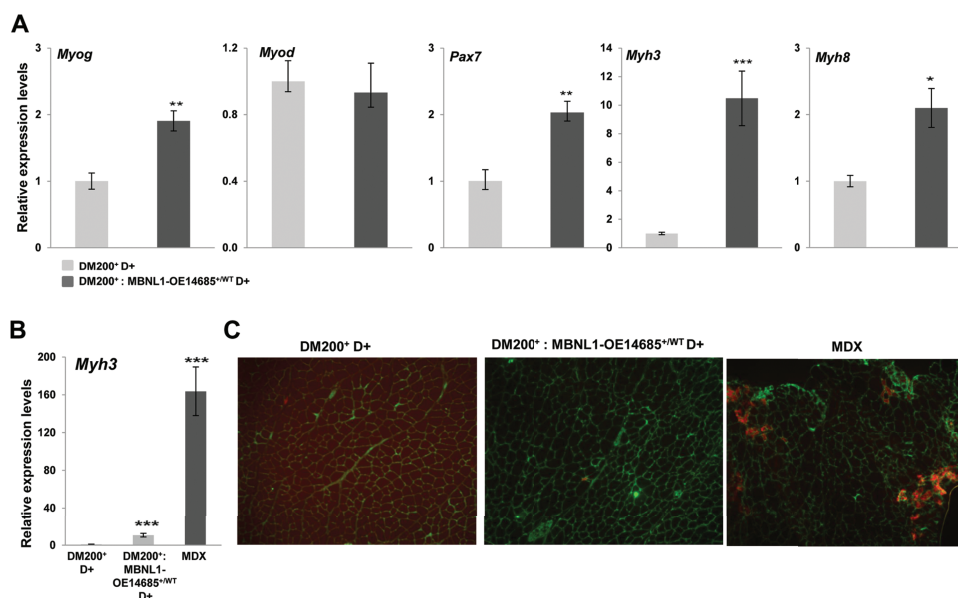 A
Relative expression levels
Myog
3
2
1
0
**
Myod
1.2
0.8
0.4
0.0
Pax7
3
2
1
0
**
Myh3
14
12
10
8
6
4
2
0
***
Myh8
3
2
1
0
*
DM200⁺ D+
DM200⁺ : MBNL1-OE14685⁺/ᵂᵀ D+
B
Relative expression levels
Myh3
200
160
120
80
40
0
***
***
DM200⁺
D+
DM200⁺:
MBNL1-
OE14685⁺/ᵂᵀ
D+
MDX
C
DM200⁺ D+
DM200⁺ : MBNL1-OE14685⁺/ᵂᵀ D+
MDX